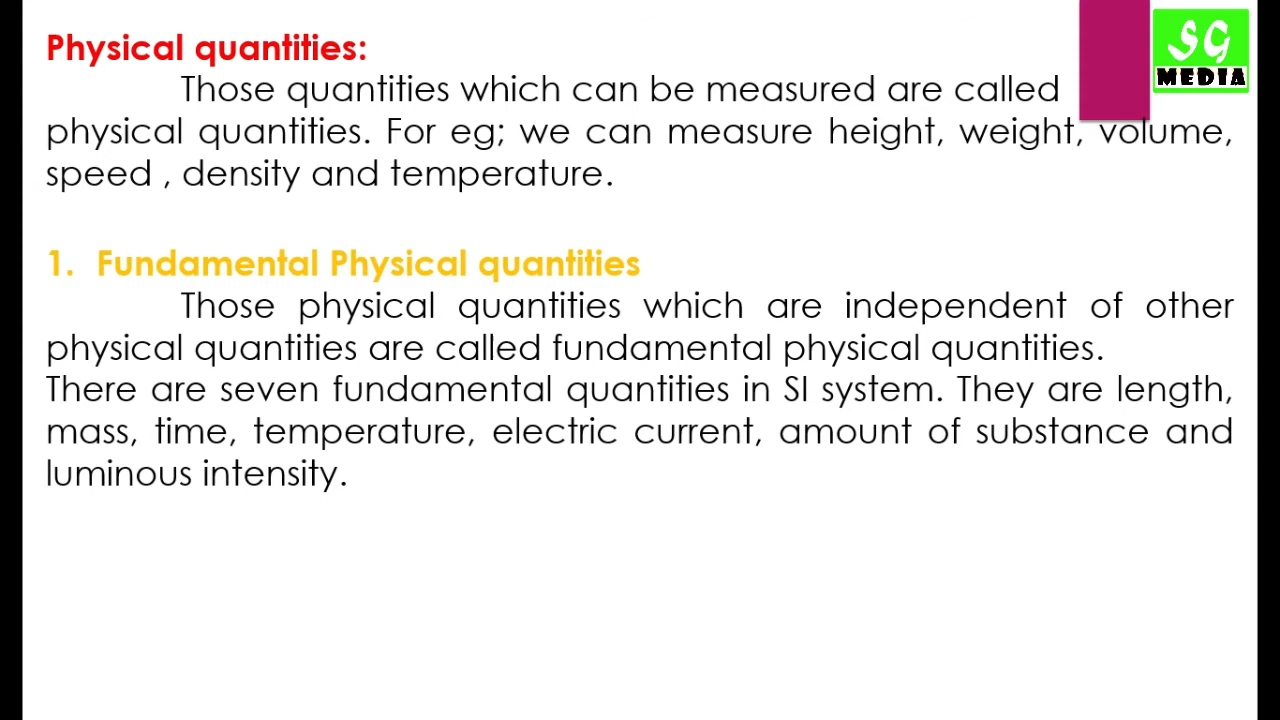 Physical quantities:
SG
MEDIA
Those quantities which can be measured are called
physical quantities. For eg; we can measure height, weight, volume,
speed , density and temperature.
1. Fundamental Physical quantities
Those physical quantities which are independent of other
physical quantities are called fundamental physical quantities.
There are seven fundamental quantities in SI system. They are length,
mass, time, temperature, electric current, amount of substance and
luminous intensity.